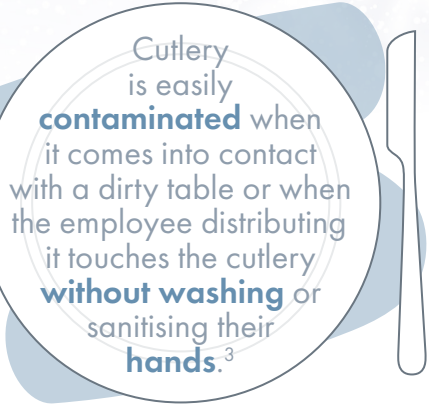 Cutlery
is easily
contaminated when
it comes into contact
with a dirty table or when
the employee distributing
it touches the cutlery
without washing or
sanitising their
hands.³